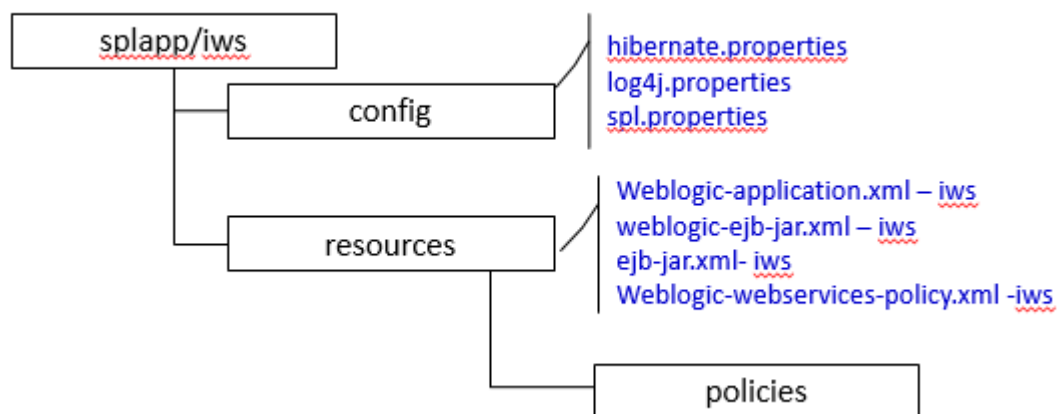 splapp/iws
config
hibernate.properties
log4j.properties
spl.properties
resources
Weblogic-application.xml – iws
weblogic-ejb-jar.xml – iws
ejb-jar.xml- iws
Weblogic-webservices-policy.xml -iws
policies